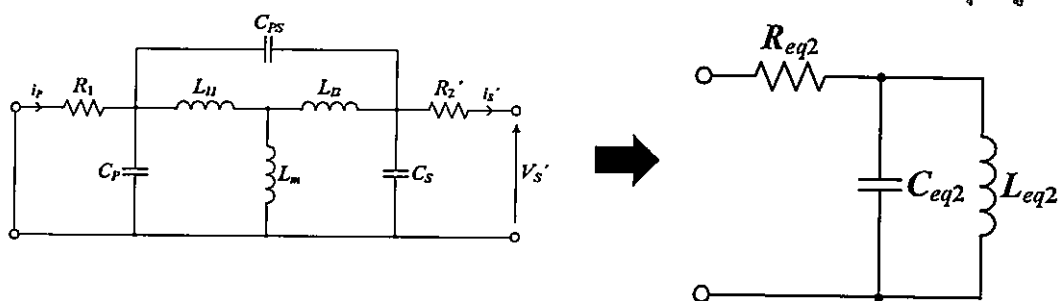 C_PS
i_P R_1 L_l1 L_l2 R_2' i_S'
C_P L_m C_S V_S'
R_eq2
C_eq2 L_eq2